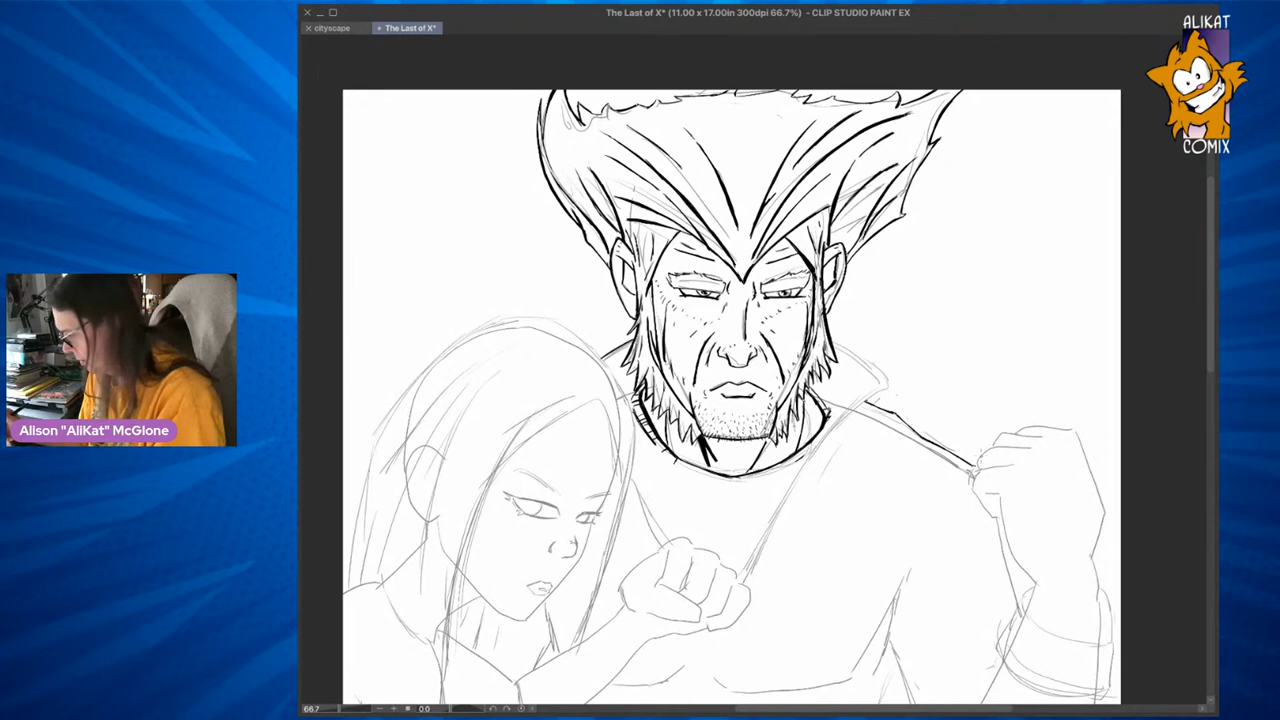 The Last of X* (11.00 x 17.00in 300dpi 66.7%) - CLIP STUDIO PAINT EX
cityscape
The Last of X*
ALIKAT
COMIX
Alison "AliKat" McGlone
66.7
0.0